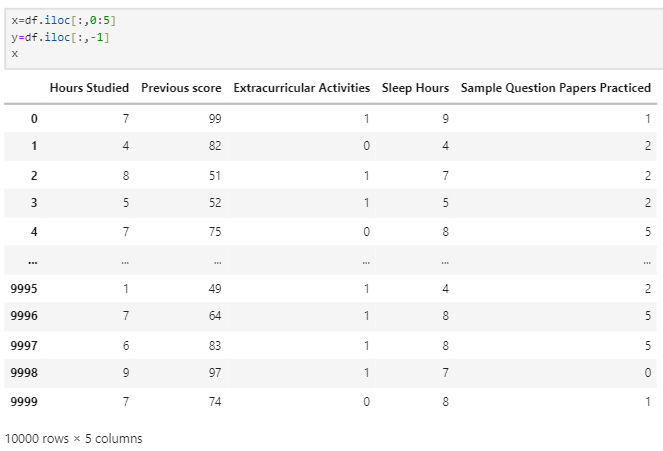 x=df.iloc[:,0:5]
y=df.iloc[:,-1]
x
Hours Studied Previous score Extracurricular Activities Sleep Hours Sample Question Papers Practiced
0 7 99 1 9 1
1 4 82 0 4 2
2 8 51 1 7 2
3 5 52 1 5 2
4 7 75 0 8 5
... ... ... ... ... ...
9995 1 49 1 4 2
9996 7 64 1 8 5
9997 6 83 1 8 5
9998 9 97 1 7 0
9999 7 74 0 8 1
10000 rows × 5 columns